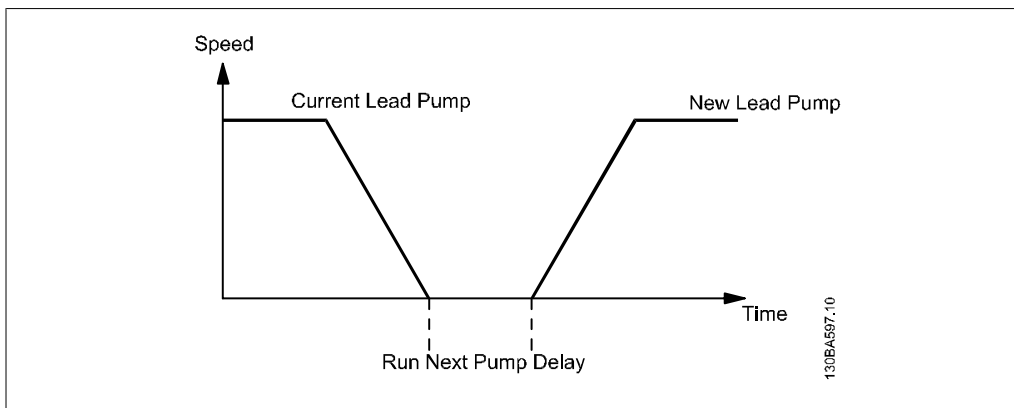 Speed
Current Lead Pump
New Lead Pump
Time
Run Next Pump Delay
130BA597.10